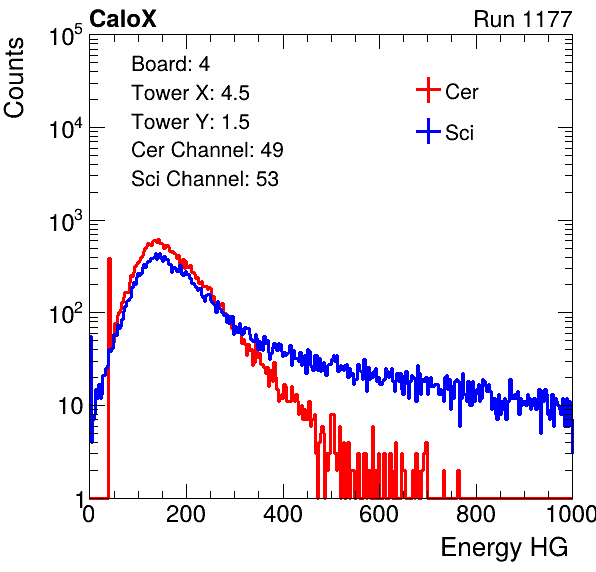 CaloX
Run 1177
Counts
10^5
10^4
10^3
10^2
10
1
Board: 4
Tower X: 4.5
Tower Y: 1.5
Cer Channel: 49
Sci Channel: 53
Cer
Sci
0 200 400 600 800 1000
Energy HG